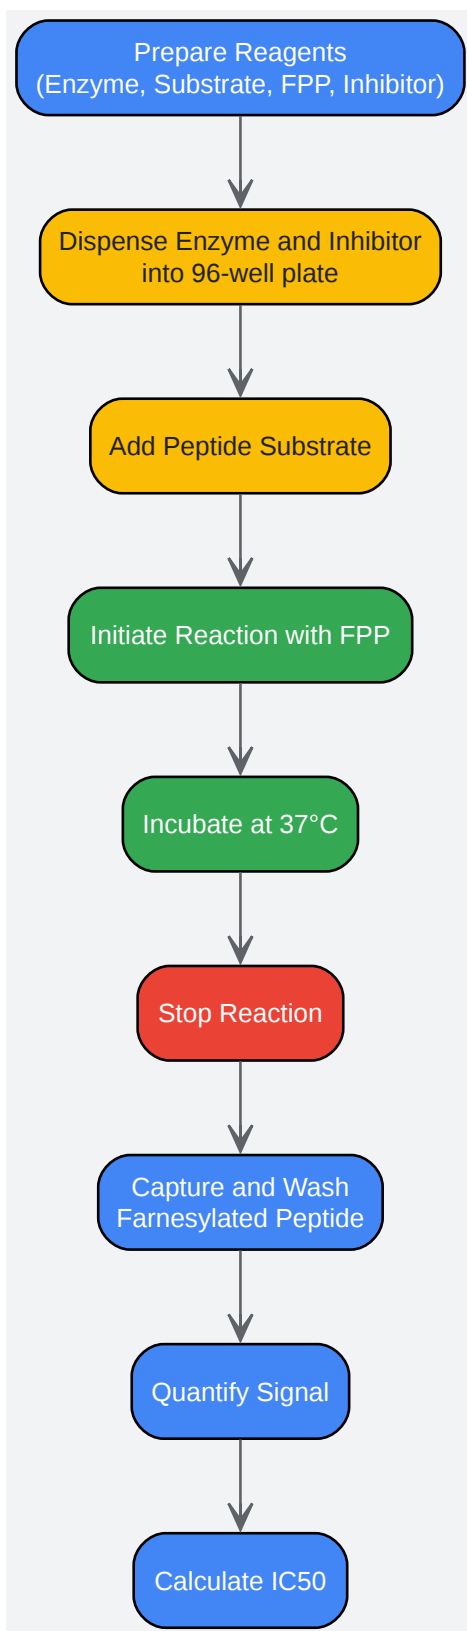 Prepare Reagents
(Enzyme, Substrate, FPP, Inhibitor)
Dispense Enzyme and Inhibitor
into 96-well plate
Add Peptide Substrate
Initiate Reaction with FPP
Incubate at 37°C
Stop Reaction
Capture and Wash
Farnesylated Peptide
Quantify Signal
Calculate IC50